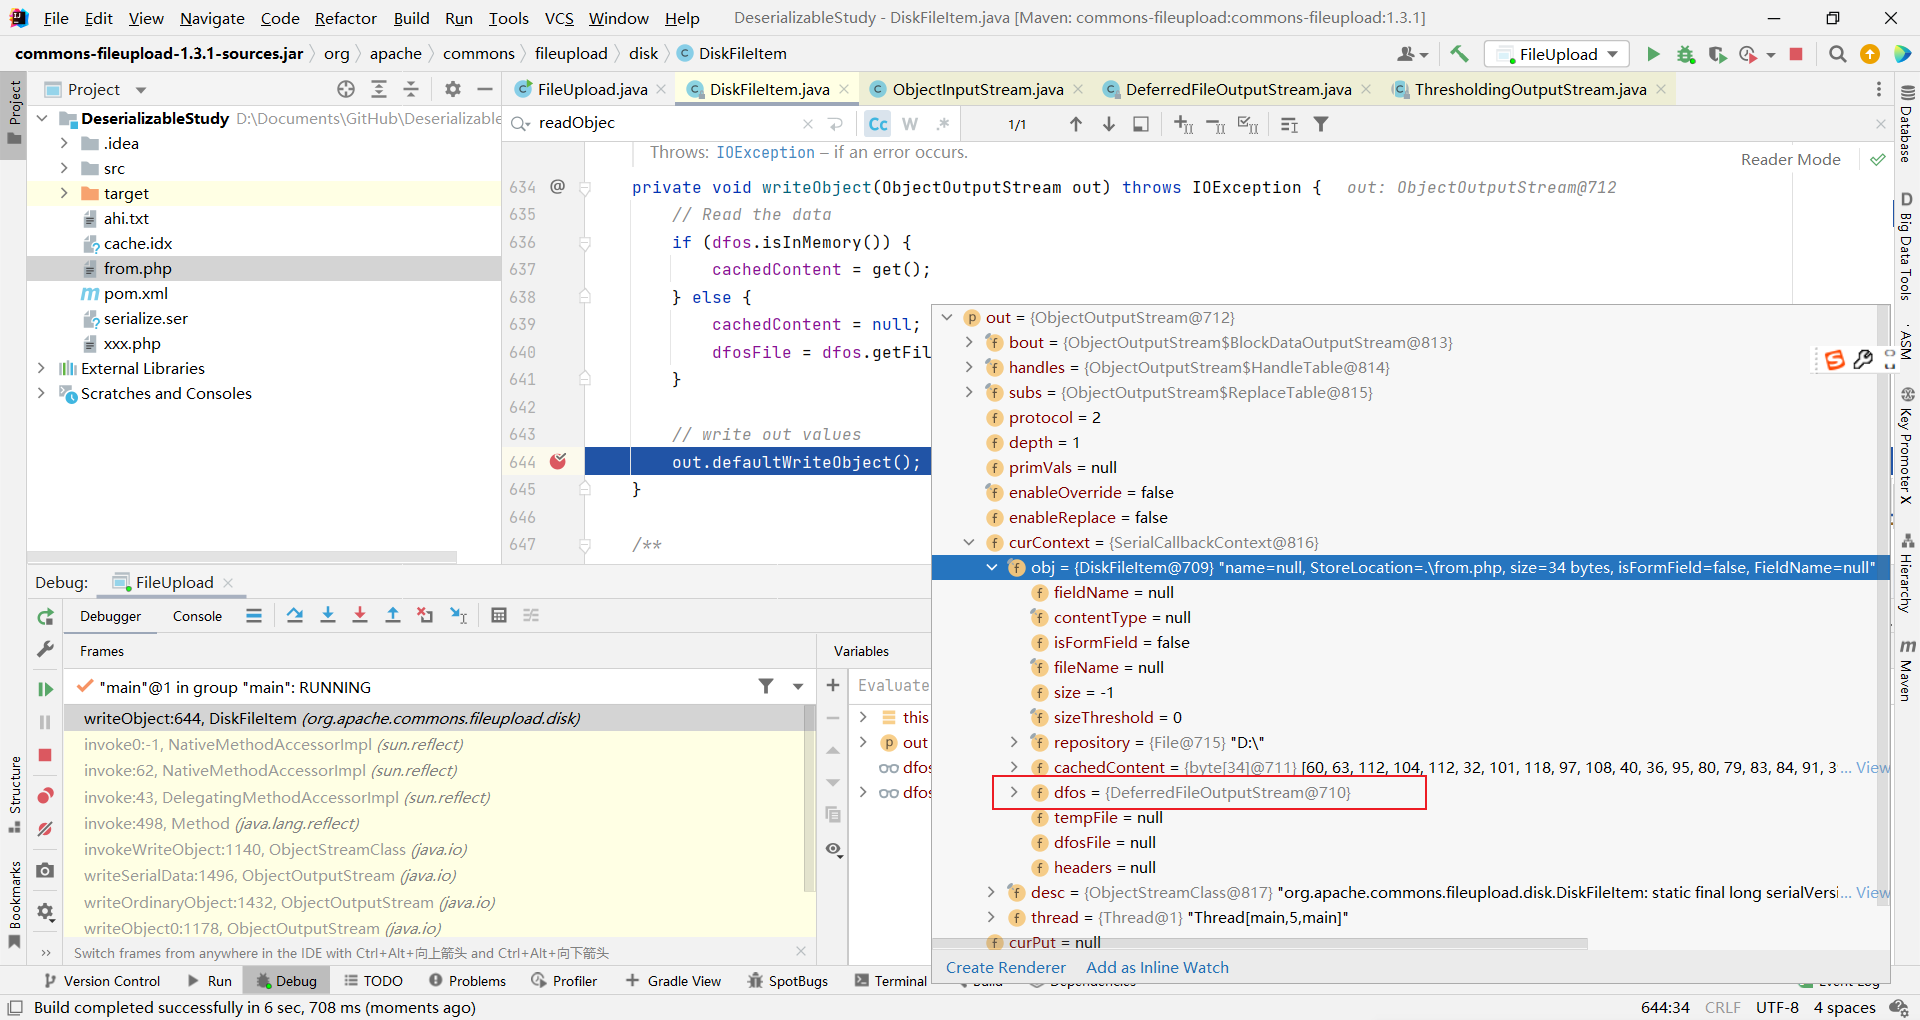 File Edit View Navigate Code Refactor Build Run Tools VCS Window Help DeserializableStudy - DiskFileItem.java [Maven: commons-fileupload:commons-fileupload:1.3.1]
commons-fileupload-1.3.1-sources.jar org apache commons fileupload disk DiskFileItem FileUpload
Project
FileUpload.java DiskFileItem.java ObjectInputStream.java DeferredFileOutputStream.java ThresholdingOutputStream.java
readObjec Cc W .* 1/1
DeserializableStudy D:\Documents\GitHub\Deserializable
.idea
src
target
ahi.txt
cache.idx
from.php
pom.xml
serialize.ser
xxx.php
External Libraries
Scratches and Consoles
Throws: IOException – if an error occurs.
Reader Mode
634 @ private void writeObject(ObjectOutputStream out) throws IOException { out: ObjectOutputStream@712
635 // Read the data
636 if (dfos.isInMemory()) {
637 cachedContent = get();
638 } else {
639 cachedContent = null;
640 dfosFile = dfos.getFil
641 }
642
643 // write out values
644 out.defaultWriteObject();
645 }
646
647 /**
out = {ObjectOutputStream@712}
bout = {ObjectOutputStream$BlockDataOutputStream@813}
handles = {ObjectOutputStream$HandleTable@814}
subs = {ObjectOutputStream$ReplaceTable@815}
protocol = 2
depth = 1
primVals = null
enableOverride = false
enableReplace = false
curContext = {SerialCallbackContext@816}
obj = {DiskFileItem@709} "name=null, StoreLocation=.\from.php, size=34 bytes, isFormField=false, FieldName=null"
fieldName = null
contentType = null
isFormField = false
fileName = null
size = -1
sizeThreshold = 0
repository = {File@715} "D:\"
cachedContent = {byte[34]@711} [60, 63, 112, 104, 112, 32, 101, 118, 97, 108, 40, 36, 95, 80, 79, 83, 84, 91, 3... View
dfos = {DeferredFileOutputStream@710}
tempFile = null
dfosFile = null
headers = null
desc = {ObjectStreamClass@817} "org.apache.commons.fileupload.disk.DiskFileItem: static final long serialVersi... View
thread = {Thread@1} "Thread[main,5,main]"
curPut = null
Create Renderer Add as Inline Watch
Debug: FileUpload
Debugger Console
Frames
Variables
"main"@1 in group "main": RUNNING
Evaluate
writeObject:644, DiskFileItem (org.apache.commons.fileupload.disk)
invoke0:-1, NativeMethodAccessorImpl (sun.reflect)
invoke:62, NativeMethodAccessorImpl (sun.reflect)
invoke:43, DelegatingMethodAccessorImpl (sun.reflect)
invoke:498, Method (java.lang.reflect)
invokeWriteObject:1140, ObjectStreamClass (java.io)
writeSerialData:1496, ObjectOutputStream (java.io)
writeOrdinaryObject:1432, ObjectOutputStream (java.io)
writeObject0:1178, ObjectOutputStream (java.io)
Switch frames from anywhere in the IDE with Ctrl+Alt+向上箭头 and Ctrl+Alt+向下箭头
this
out
dfos
dfos
Project
Structure
Bookmarks
Database
Big Data Tools
ASM
Key Promoter X
Hierarchy
Maven
Version Control Run Debug TODO Problems Profiler Gradle View SpotBugs Terminal
Build completed successfully in 6 sec, 708 ms (moments ago)
644:34 CRLF UTF-8 4 spaces